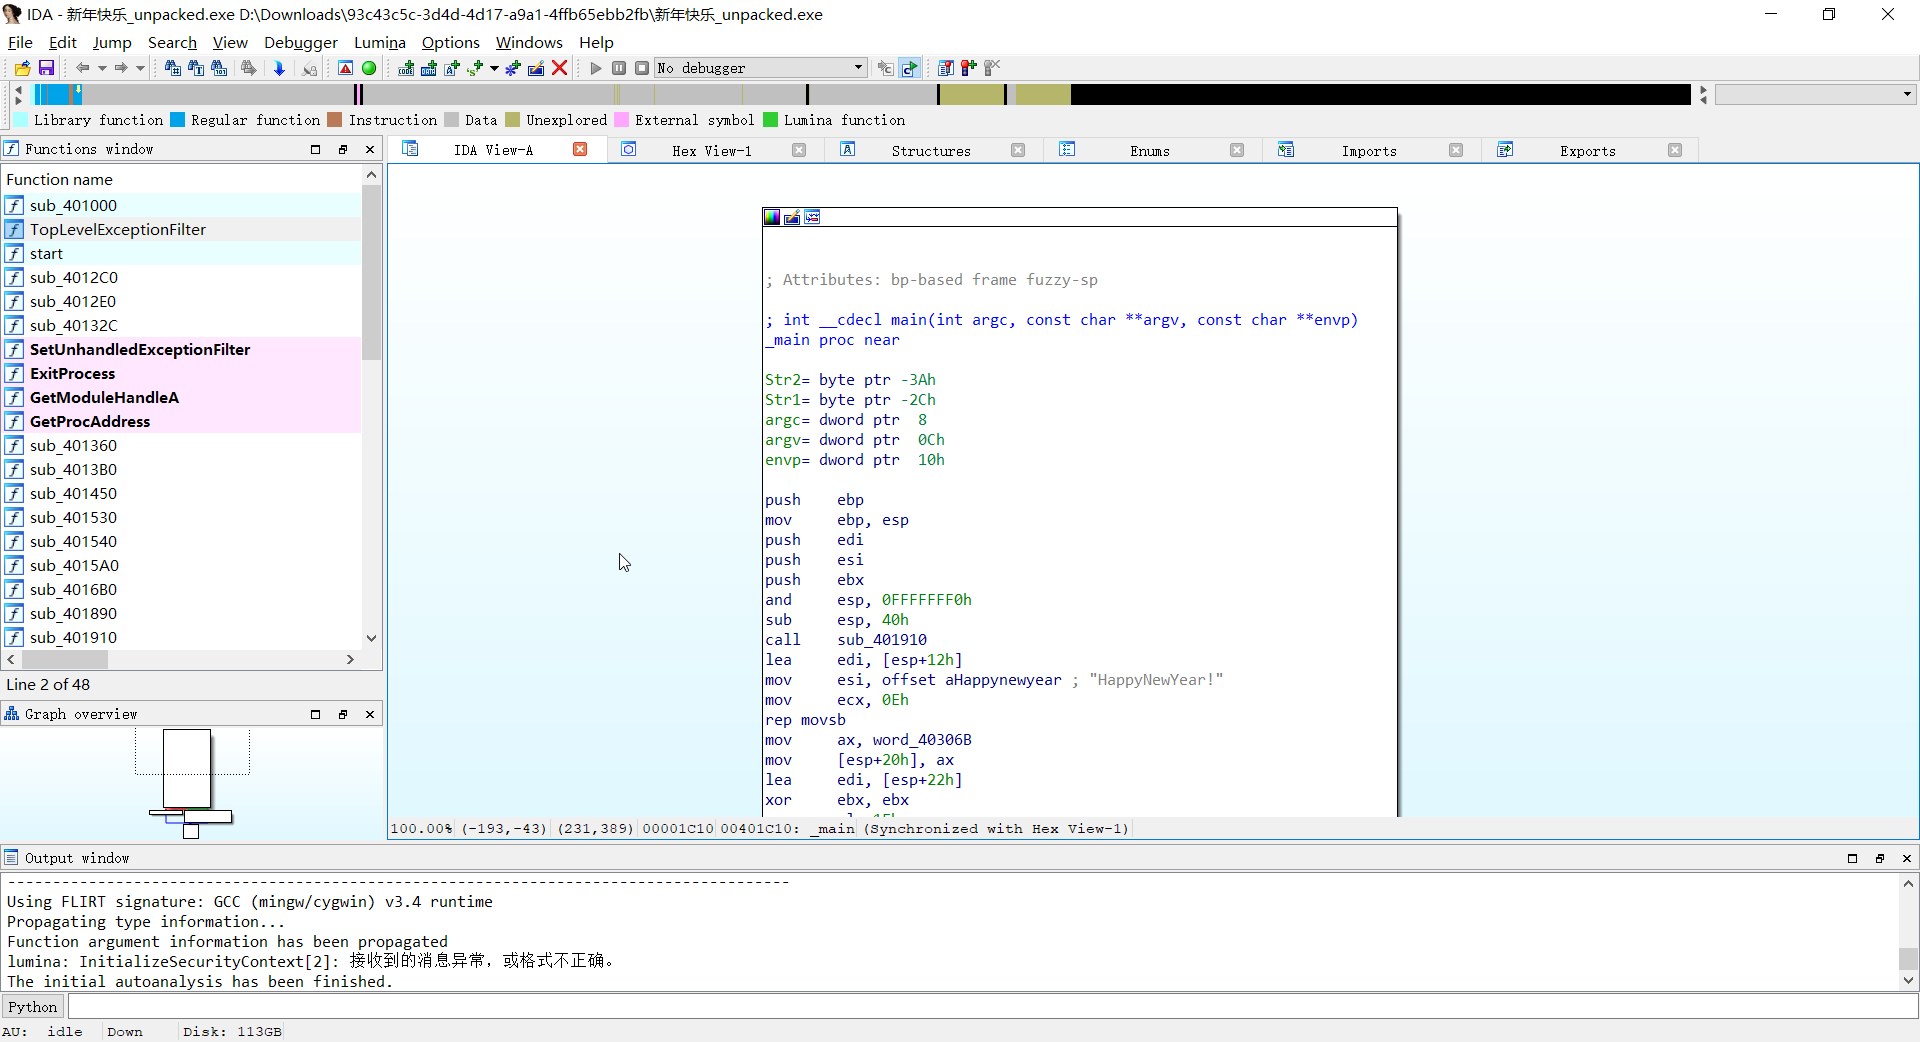 IDA - 新年快乐_unpacked.exe D:\Downloads\93c43c5c-3d4d-4d17-a9a1-4ffb65ebb2fb\新年快乐_unpacked.exe
File Edit Jump Search View Debugger Lumina Options Windows Help
No debugger
Library function Regular function Instruction Data Unexplored External symbol Lumina function
Functions window
IDA View-A Hex View-1 Structures Enums Imports Exports
Function name
sub_401000
TopLevelExceptionFilter
start
sub_4012C0
sub_4012E0
sub_40132C
SetUnhandledExceptionFilter
ExitProcess
GetModuleHandleA
GetProcAddress
sub_401360
sub_4013B0
sub_401450
sub_401530
sub_401540
sub_4015A0
sub_4016B0
sub_401890
sub_401910
Line 2 of 48
Graph overview
; Attributes: bp-based frame fuzzy-sp
; int __cdecl main(int argc, const char **argv, const char **envp)
_main proc near
Str2= byte ptr -3Ah
Str1= byte ptr -2Ch
argc= dword ptr  8
argv= dword ptr  0Ch
envp= dword ptr  10h
push    ebp
mov     ebp, esp
push    edi
push    esi
push    ebx
and     esp, 0FFFFFFF0h
sub     esp, 40h
call    sub_401910
lea     edi, [esp+12h]
mov     esi, offset aHappynewyear ; "HappyNewYear!"
mov     ecx, 0Eh
rep movsb
mov     ax, word_40306B
mov     [esp+20h], ax
lea     edi, [esp+22h]
xor     ebx, ebx
100.00% (-193,-43) (231,389) 00001C10 00401C10: _main (Synchronized with Hex View-1)
Output window
---------------------------------------------------------------------------------------
Using FLIRT signature: GCC (mingw/cygwin) v3.4 runtime
Propagating type information...
Function argument information has been propagated
lumina: InitializeSecurityContext[2]: 接收到的消息异常，或格式不正确。
The initial autoanalysis has been finished.
Python
AU: idle Down Disk: 113GB